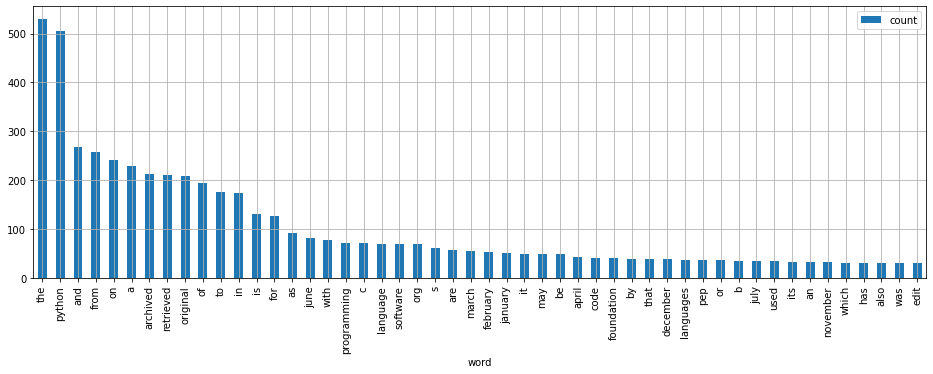 count
500
400
300
200
100
0
the
python
and
from
on
a
archived
retrieved
original
of
to
in
is
for
as
june
with
programming
c
language
software
org
s
are
march
february
january
it
may
be
april
code
foundation
by
that
december
languages
pep
or
b
july
used
its
an
november
which
has
also
was
edit
word